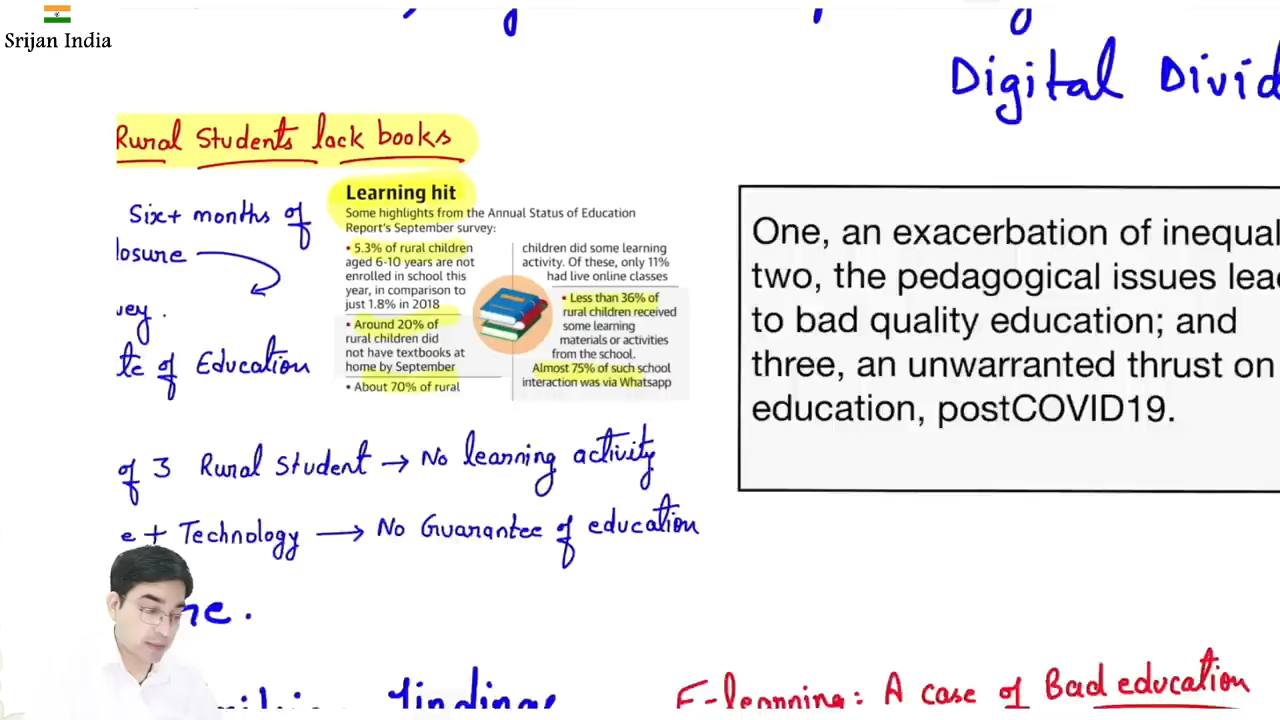 Srijan India
Digital
Rural Students lack books
Six+ months of
Learning hit
Some highlights from the Annual Status of Education
Report's September survey:
• 5.3% of rural children
aged 6-10 years are not
enrolled in school this
year, in comparison to
just 1.8% in 2018
• Around 20% of
rural children did
not have textbooks at
home by September
• About 70% of rural
children did some learning
activity. Of these, only 11%
had live online classes
• Less than 36% of
rural children received
some learning
materials or activities
from the school.
Almost 75% of such school
interaction was via Whatsapp
of Education
of 3 Rural Student → No learning activity
+ Technology → No Guarantee of education
One, an exacerbation of
two, the pedagogical issues
to bad quality education; and
three, an unwarranted thrust on
education, postCOVID19.
E-learning: A case of Bad education